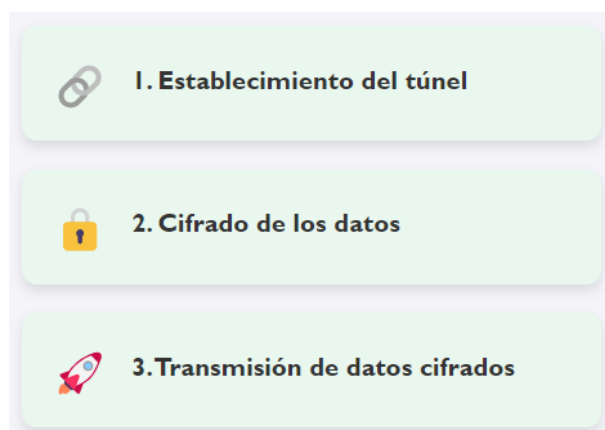 1. Establecimiento del túnel
2. Cifrado de los datos
3.Transmisión de datos cifrados